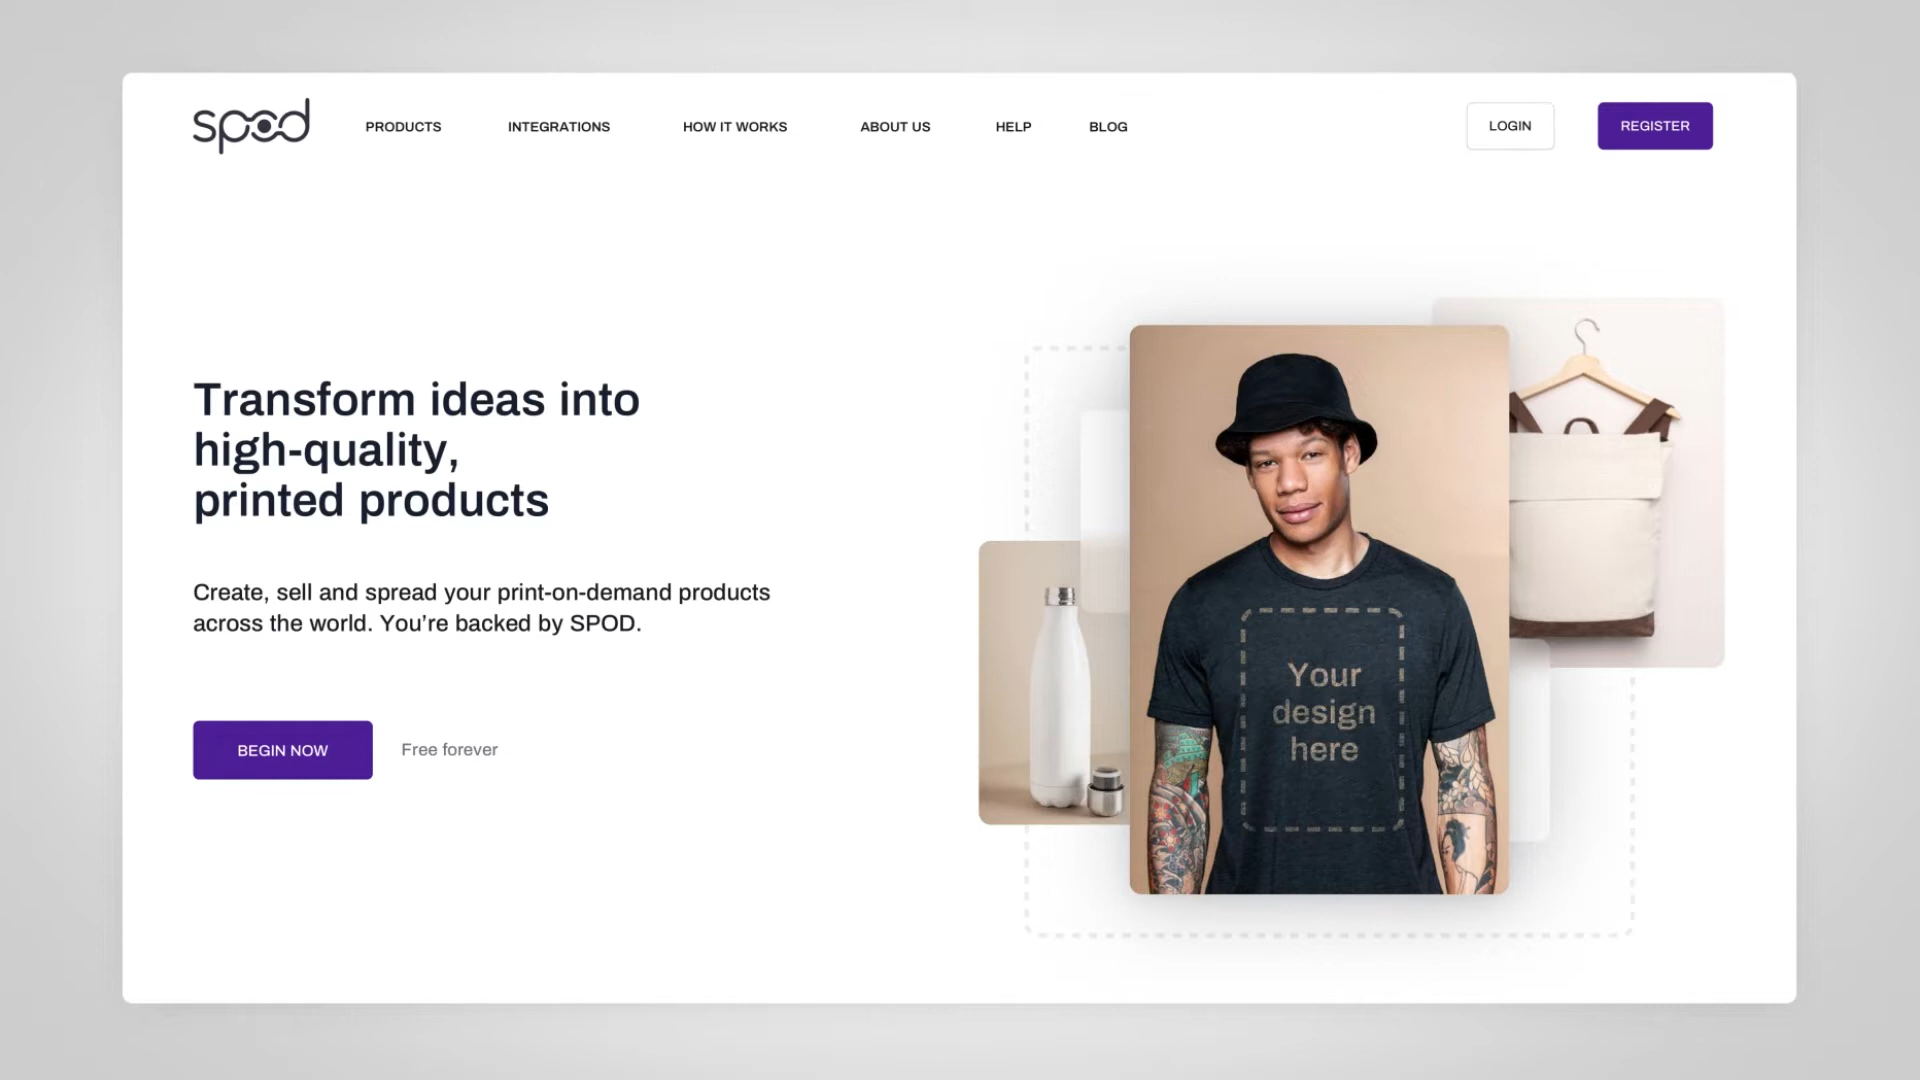 spod
PRODUCTS
INTEGRATIONS
HOW IT WORKS
ABOUT US
HELP
BLOG
LOGIN
REGISTER
Transform ideas into
high-quality,
printed products
Create, sell and spread your print-on-demand products
across the world. You’re backed by SPOD.
BEGIN NOW
Free forever
Your
design
here